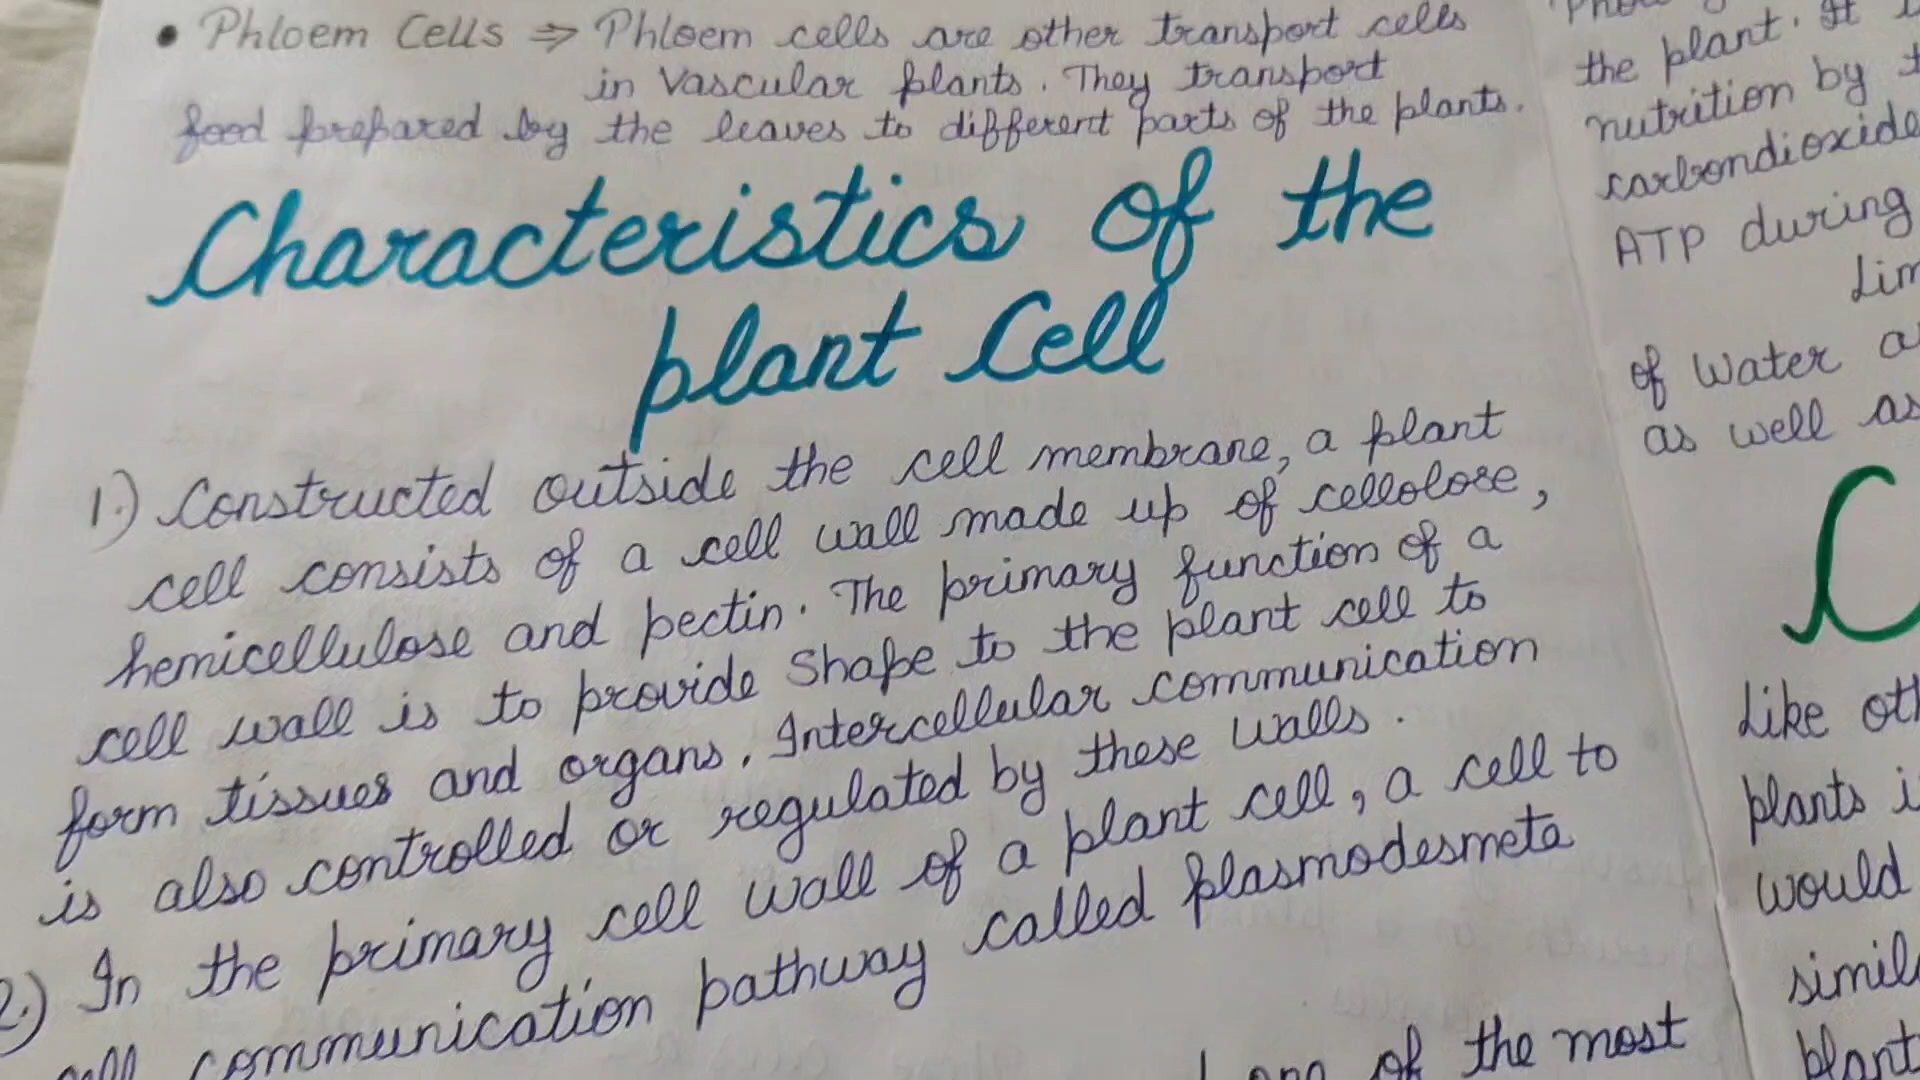 • Phloem Cells ⇒ Phloem cells are other transport cells
in Vascular plants. They transport
food prepared by the leaves to different parts of the plants.
Characteristics of the
plant Cell
1.) Constructed outside the cell membrane, a plant
cell consists of a cell wall made up of cellolose,
hemicellulose and pectin. The primary function of a
cell wall is to provide Shape to the plant cell to
form tissues and organs. Intercellular communication
is also controlled or regulated by these walls.
2.) In the primary cell wall of a plant cell, a cell to
cell communication pathway called plasmodesmeta
one of the most
the plant. It
nutrition by
carbondioxide
ATP during
of Water
as well as
C
Like
plants
would